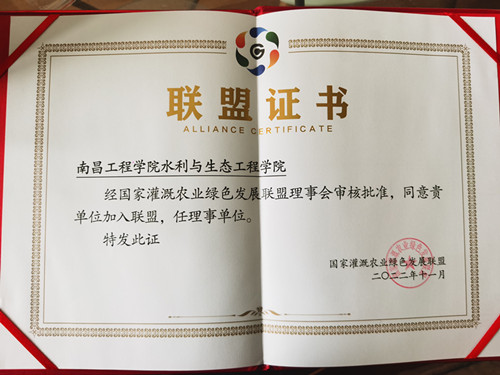 联盟证书
ALLIANCE CERTIFICATE
南昌工程学院水利与生态工程学院
经国家灌溉农业绿色发展联盟理事会审核批准，同意贵
单位加入联盟，任理事单位。
特发此证
国家灌溉农业绿色发展联盟
二〇二二年十一月